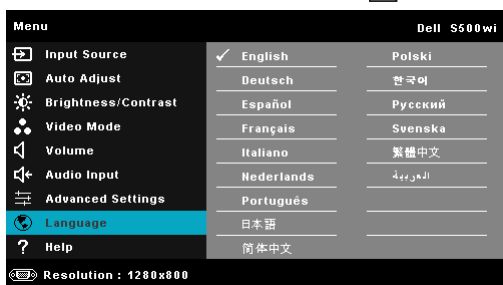 Menu
Dell S500wi
Input Source
Auto Adjust
Brightness/Contrast
Video Mode
Volume
Audio Input
Advanced Settings
Language
Help
English
Deutsch
Español
Français
Italiano
Nederlands
Português
日本語
简体中文
Polski
한국어
Русский
Svenska
繁體中文
العربية
Resolution : 1280x800